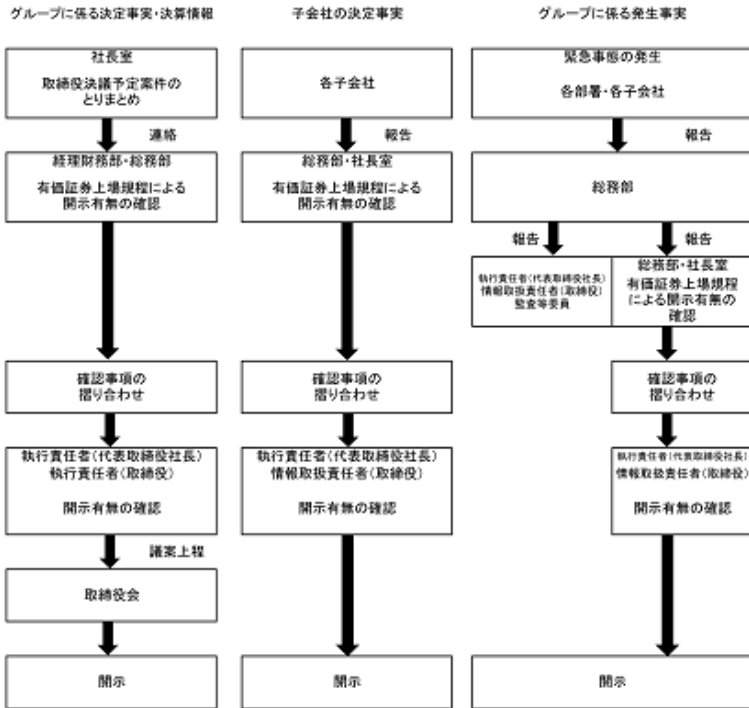 グループに係る決定事実・決算情報
社長室
取締役決議予定案件の
とりまとめ
連絡
経理財務部・総務部
有価証券上場規程による
開示有無の確認
確認事項の
摺り合わせ
執行責任者(代表取締役社長)
執行責任者(取締役)
開示有無の確認
議案上程
取締役会
開示
子会社の決定事実
各子会社
報告
総務部・社長室
有価証券上場規程による
開示有無の確認
確認事項の
摺り合わせ
執行責任者(代表取締役社長)
情報取扱責任者(取締役)
開示有無の確認
開示
グループに係る発生事実
緊急事態の発生
各部署・各子会社
報告
総務部
報告
報告
執行責任者(代表取締役社長)
情報取扱責任者(取締役)
監査等委員
総務部・社長室
有価証券上場規程
による開示有無の
確認
確認事項の
摺り合わせ
執行責任者(代表取締役社長)
情報取扱責任者(取締役)
開示有無の確認
開示